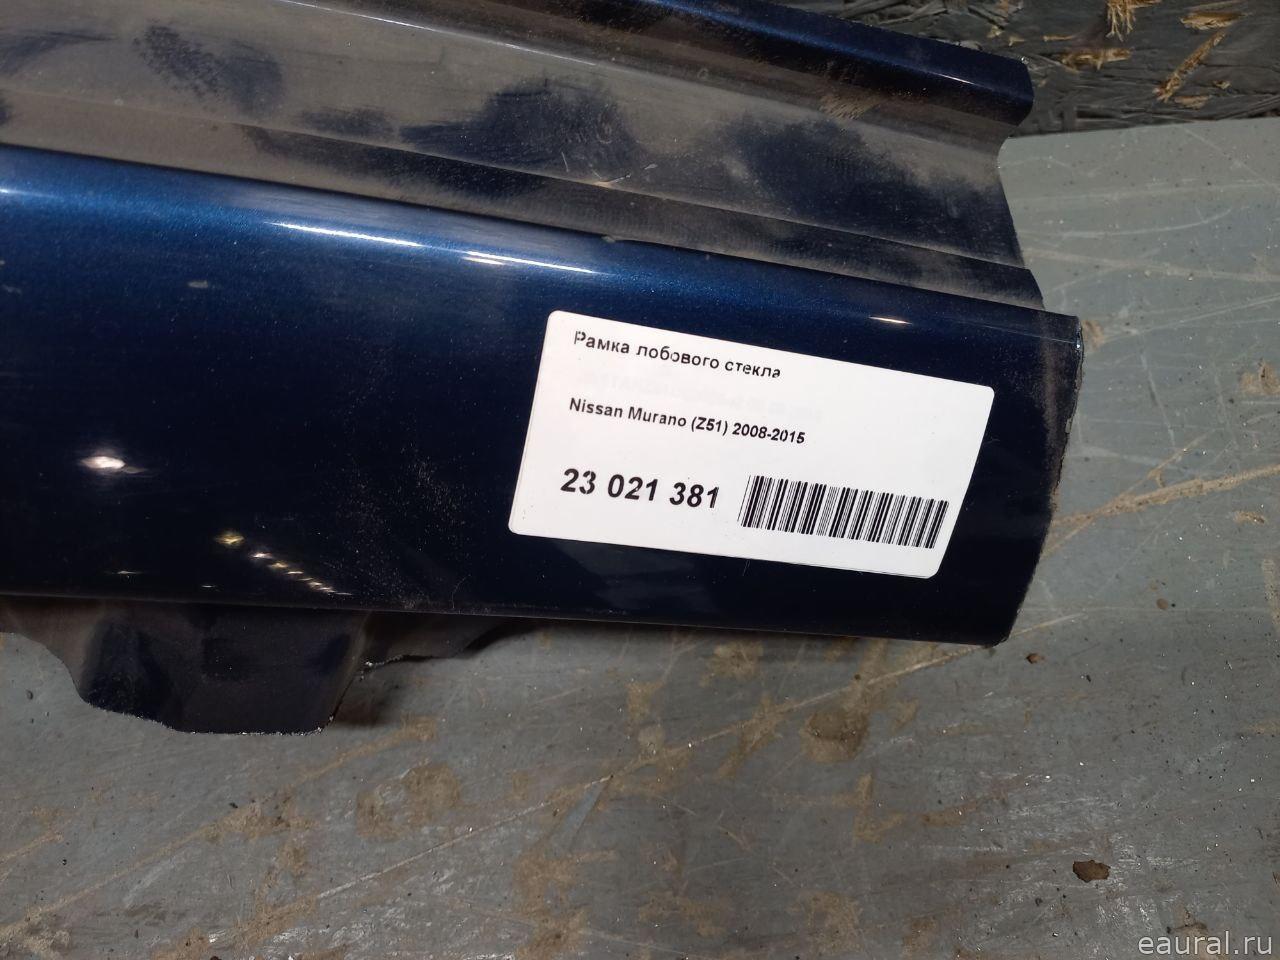 Рамка лобового стекла
Nissan Murano (Z51) 2008-2015
23 021 381
eaural.ru